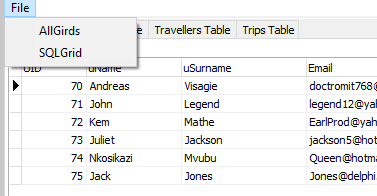 File
AllGirds
SQLGrid
Travellers Table Trips Table
UID uName uSurname Email
70 Andreas Visagie doctromit768@
71 John Legend legend12@yah
72 Kem Mathe EarlProd@yah
73 Juliet Jackson jackson5@hot
74 Nkosikazi Mvubu Queen@hotma
75 Jack Jones Jones@delphi.